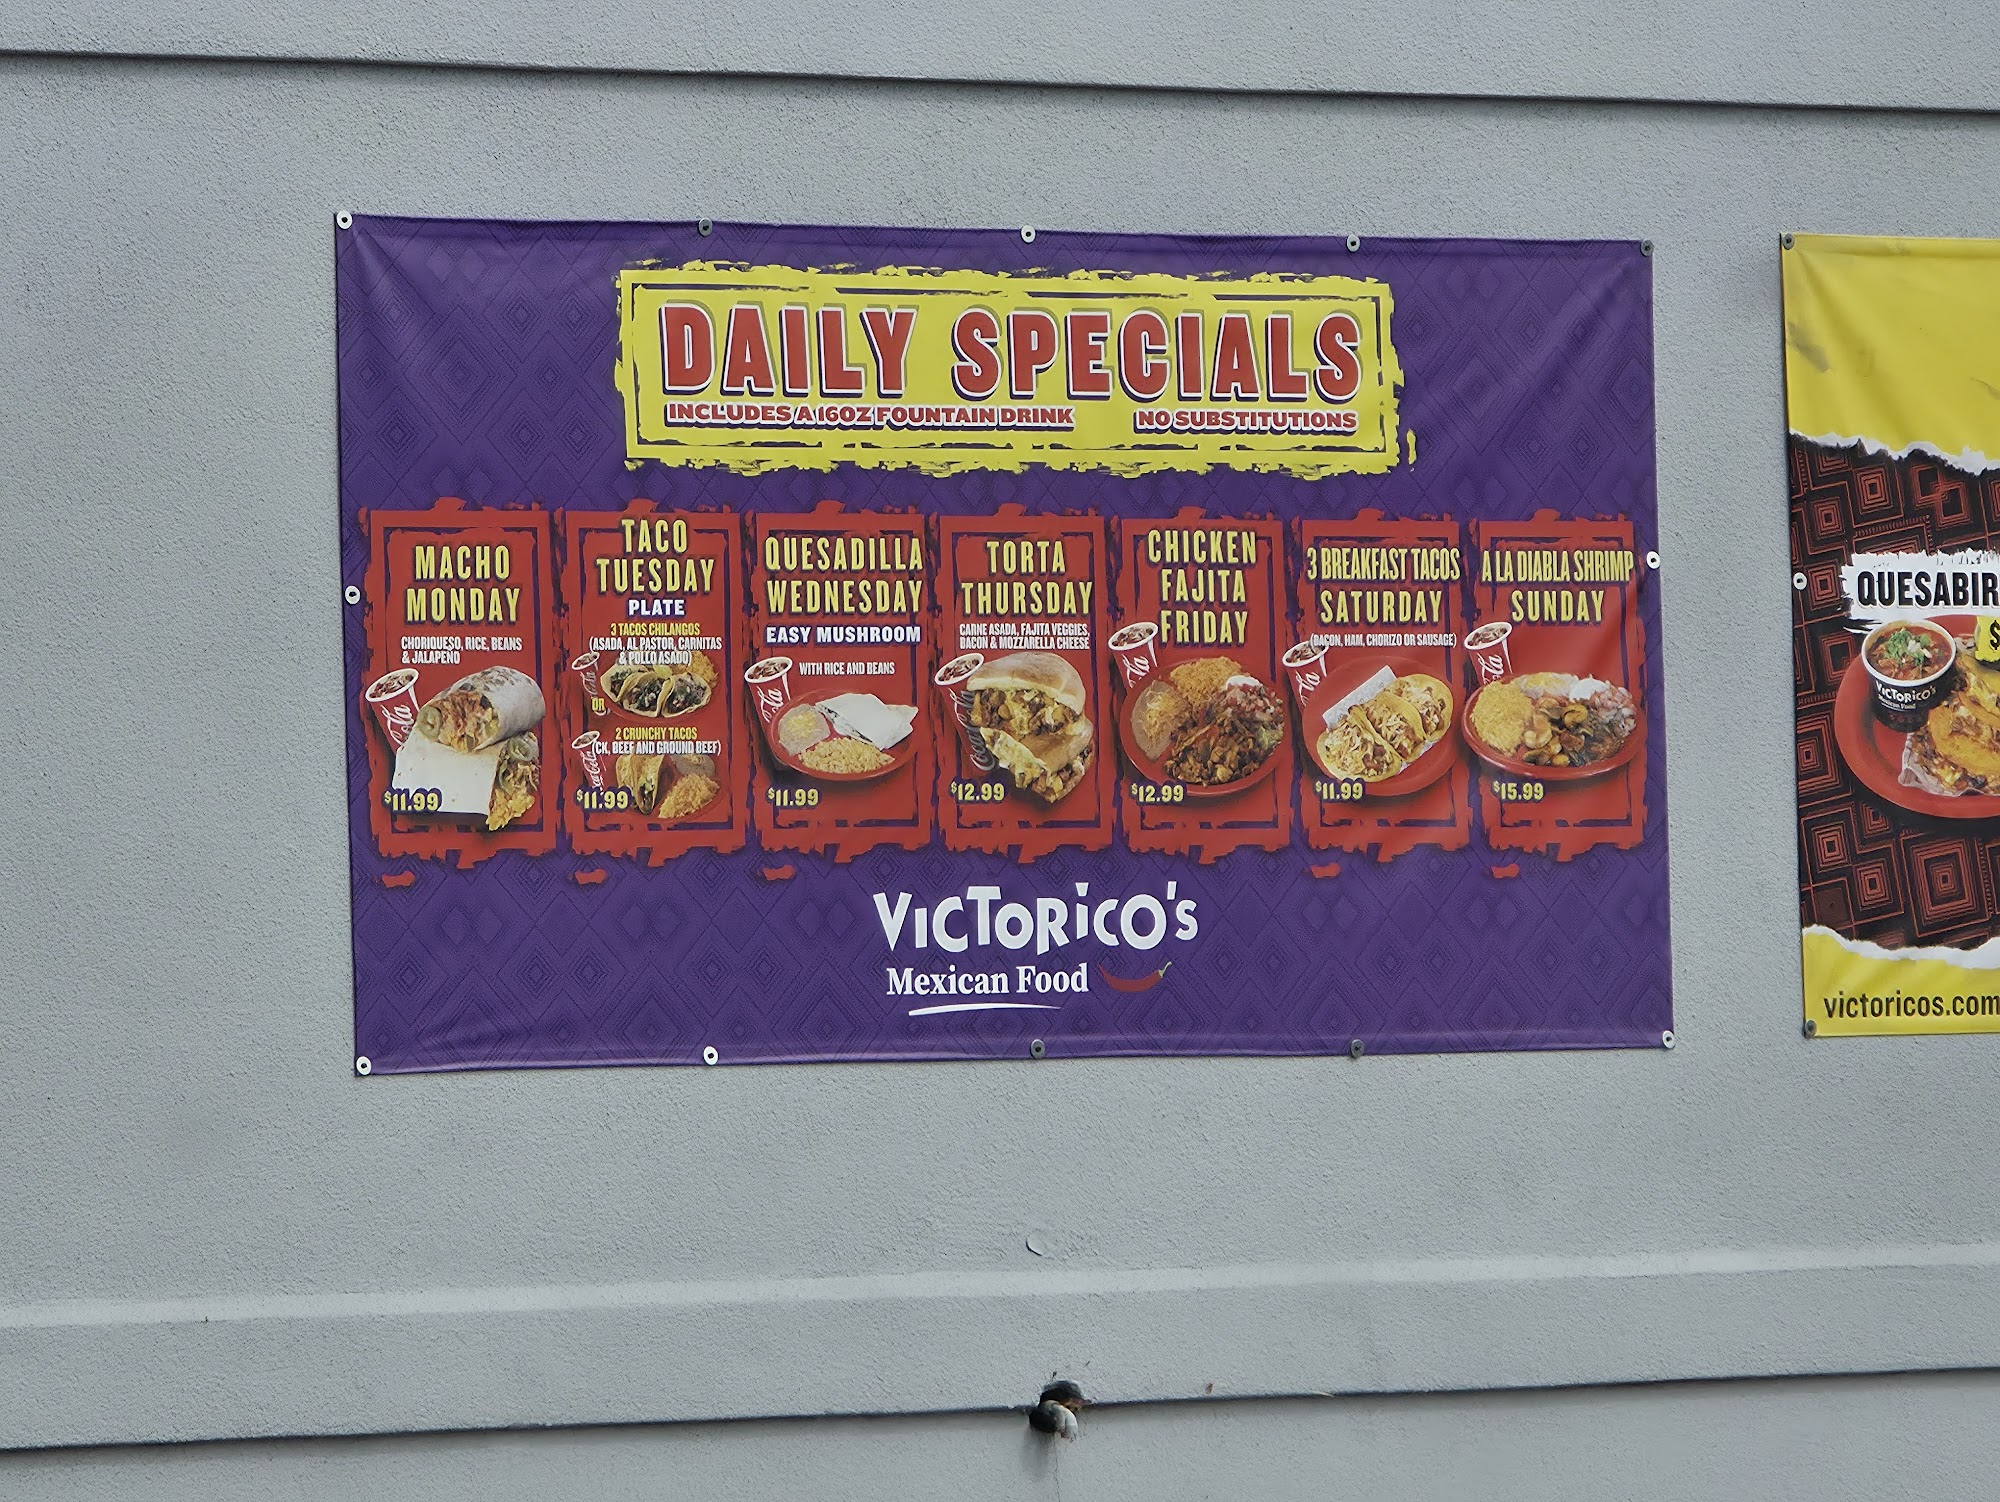 DAILY SPECIALS
INCLUDES A 16OZ FOUNTAIN DRINK
NO SUBSTITUTIONS
MACHO
MONDAY
CHORIQUESO, RICE, BEANS
& JALAPEÑO
Coca-Cola
$11.99
TACO
TUESDAY
PLATE
3 TACOS CHILANGOS
(ASADA, AL PASTOR, CARNITAS
& POLLO ASADO)
OR
2 CRUNCHY TACOS
(CK, BEEF AND GROUND BEEF)
$11.99
QUESADILLA
WEDNESDAY
EASY MUSHROOM
WITH RICE AND BEANS
$11.99
TORTA
THURSDAY
CARNE ASADA, FAJITA VEGGIES,
BACON & MOZZARELLA CHEESE
$12.99
CHICKEN
FAJITA
FRIDAY
$12.99
3 BREAKFAST TACOS
SATURDAY
(BACON, HAM, CHORIZO OR SAUSAGE)
$11.99
A LA DIABLA SHRIMP
SUNDAY
$15.99
VICTORICO'S
Mexican Food
QUESABIR
$
VICTORICO'S
Mexican Food
victoricos.com